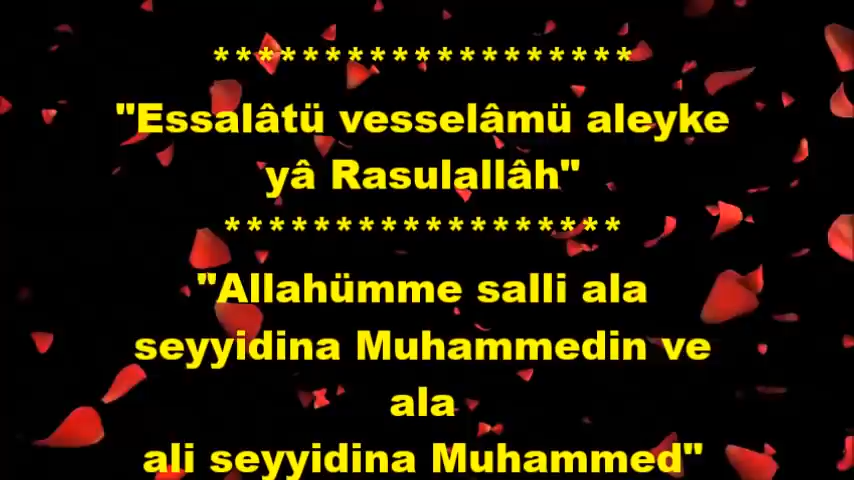 *******************
"Essalâtü vesselâmü aleyke
yâ Rasulallâh"
******************
"Allahümme salli ala
seyyidina Muhammedin ve
ala
ali seyyidina Muhammed"